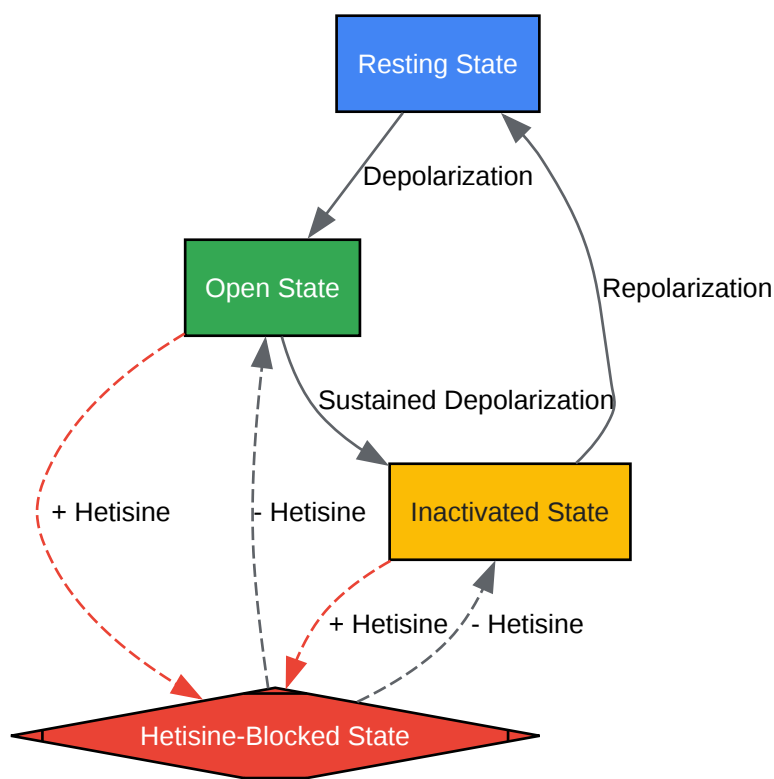 Resting State
Depolarization
Open State
Repolarization
Sustained Depolarization
+ Hetisine
- Hetisine
Inactivated State
+ Hetisine
- Hetisine
Hetisine-Blocked State